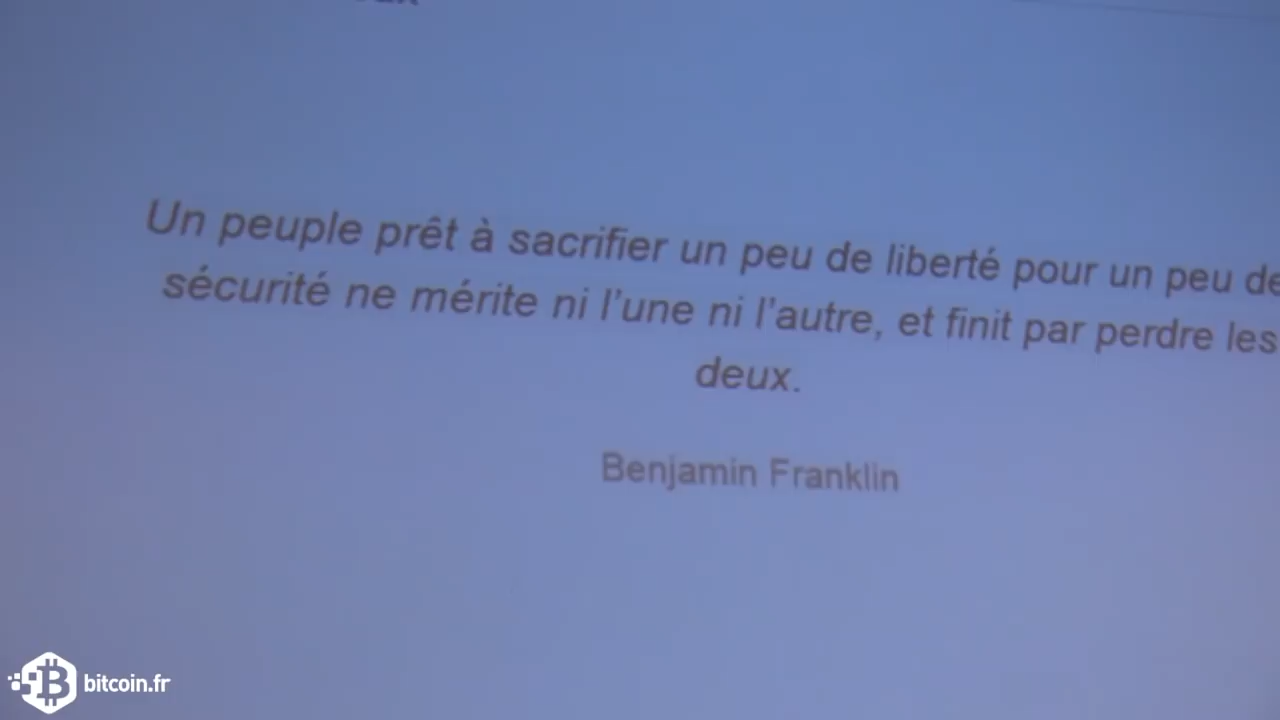 Un peuple prêt à sacrifier un peu de liberté pour un peu de
sécurité ne mérite ni l'une ni l'autre, et finit par perdre les
deux.
Benjamin Franklin
bitcoin.fr